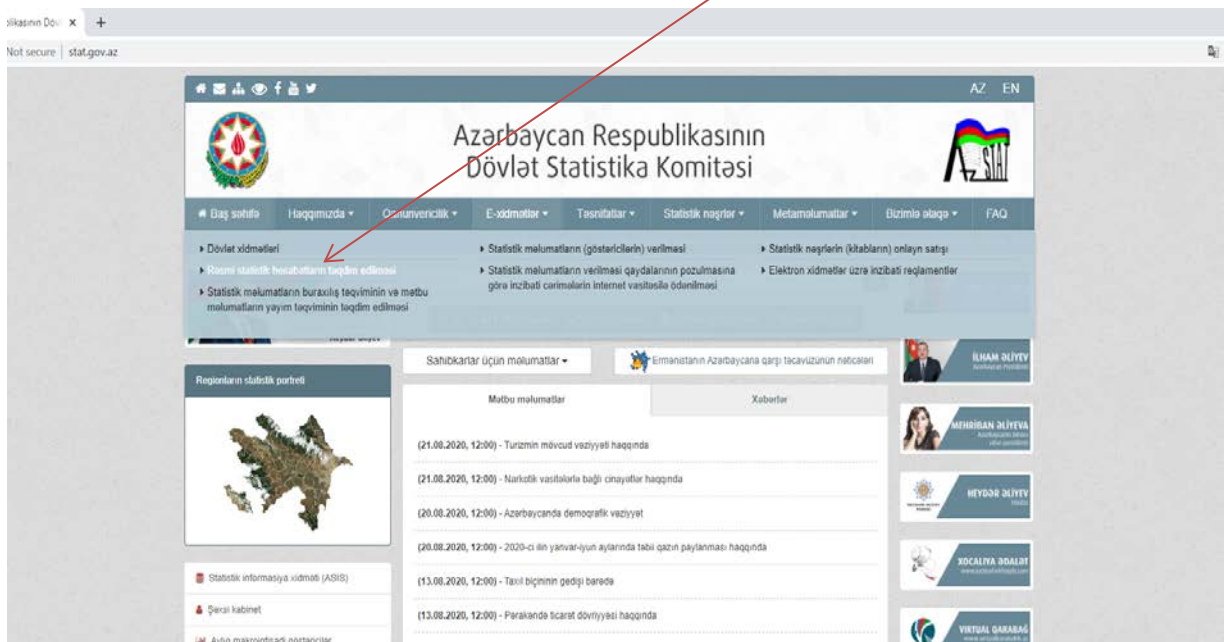 Not secure | stat.gov.az
AZ EN
Azərbaycan Respublikasının
Dövlət Statistika Komitəsi
STAT
Baş səhifə
Haqqımızda
Qanunvericilik
E-xidmətlər
Təsnifatlar
Statistik nəşrlər
Metaməlumatlar
Bizimlə əlaqə
FAQ
Dövlət xidmətləri
Rəsmi statistik hesabatların təqdim edilməsi
Statistik məlumatların buraxılış təqviminin və mətbu
məlumatların yayım təqviminin təqdim edilməsi
Statistik məlumatların (göstəricilərin) verilməsi
Statistik məlumatların verilməsi qaydalarının pozulmasına
görə inzibati cərimələrin internet vasitəsilə ödənilməsi
Statistik nəşrlərin (kitabların) onlayn satışı
Elektron xidmətlər üzrə inzibati reqlamentlər
Sahibkarlar üçün məlumatlar
Ermənistanın Azərbaycana qarşı təcavüzünün nəticələri
Regionların statistik portreti
Mətbu məlumatlar
Xəbərlər
(21.08.2020, 12:00) - Turizmin mövcud vəziyyəti haqqında
(21.08.2020, 12:00) - Narkotik vasitələrlə bağlı cinayətlər haqqında
(20.08.2020, 12:00) - Azərbaycanda demoqrafik vəziyyət
(20.08.2020, 12:00) - 2020-ci ilin yanvar-iyun aylarında təbii qazın paylanması haqqında
(13.08.2020, 12:00) - Taxıl biçininin gedişi barədə
(13.08.2020, 12:00) - Pərakəndə ticarət dövriyyəsi haqqında
Statistik informasiya xidməti (ASIS)
Şəxsi kabinet
Aylıq makroiqtisadi göstəricilər
İLHAM ƏLİYEV
MEHRİBAN ƏLİYEVA
HEYDƏR ƏLİYEV
XOCALIYA ƏDALƏT
VIRTUAL QARABAĞ